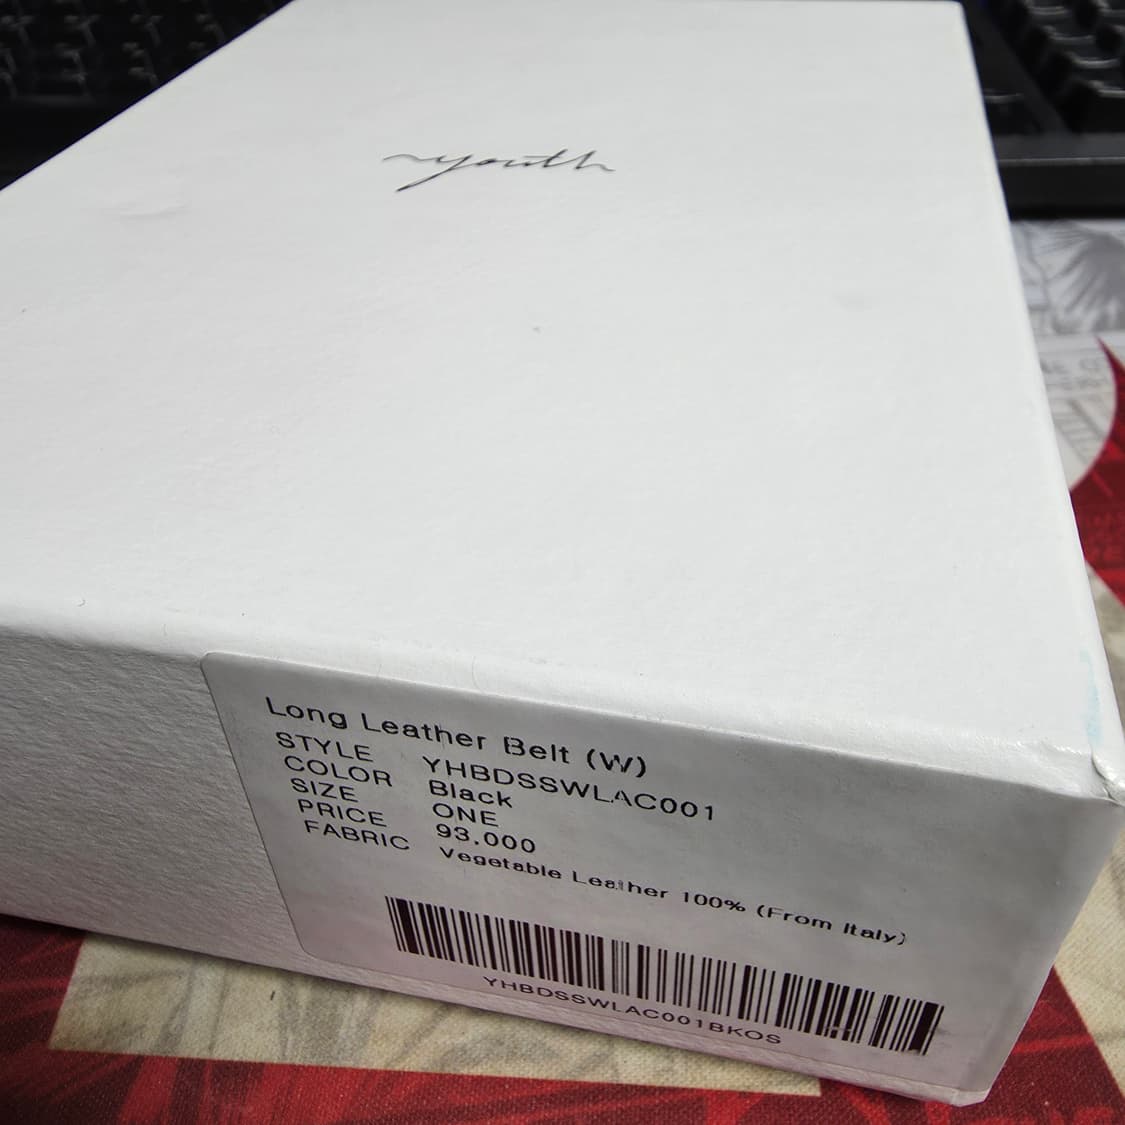 youth
Long Leather Belt (W)
STYLE YHBDSSWLAC001
COLOR Black
SIZE ONE
PRICE 93.000
FABRIC Vegetable Leather 100% (From Italy)
YHBDSSWLAC001BKOS